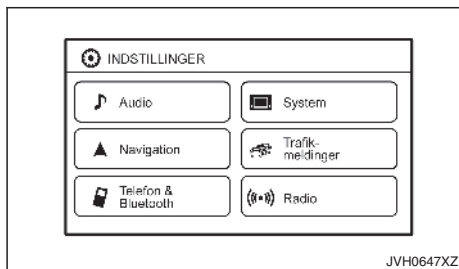 INDSTILLINGER
Audio
System
Navigation
Trafik-
meldinger
Telefon &
Bluetooth
Radio
JVH0647XZ